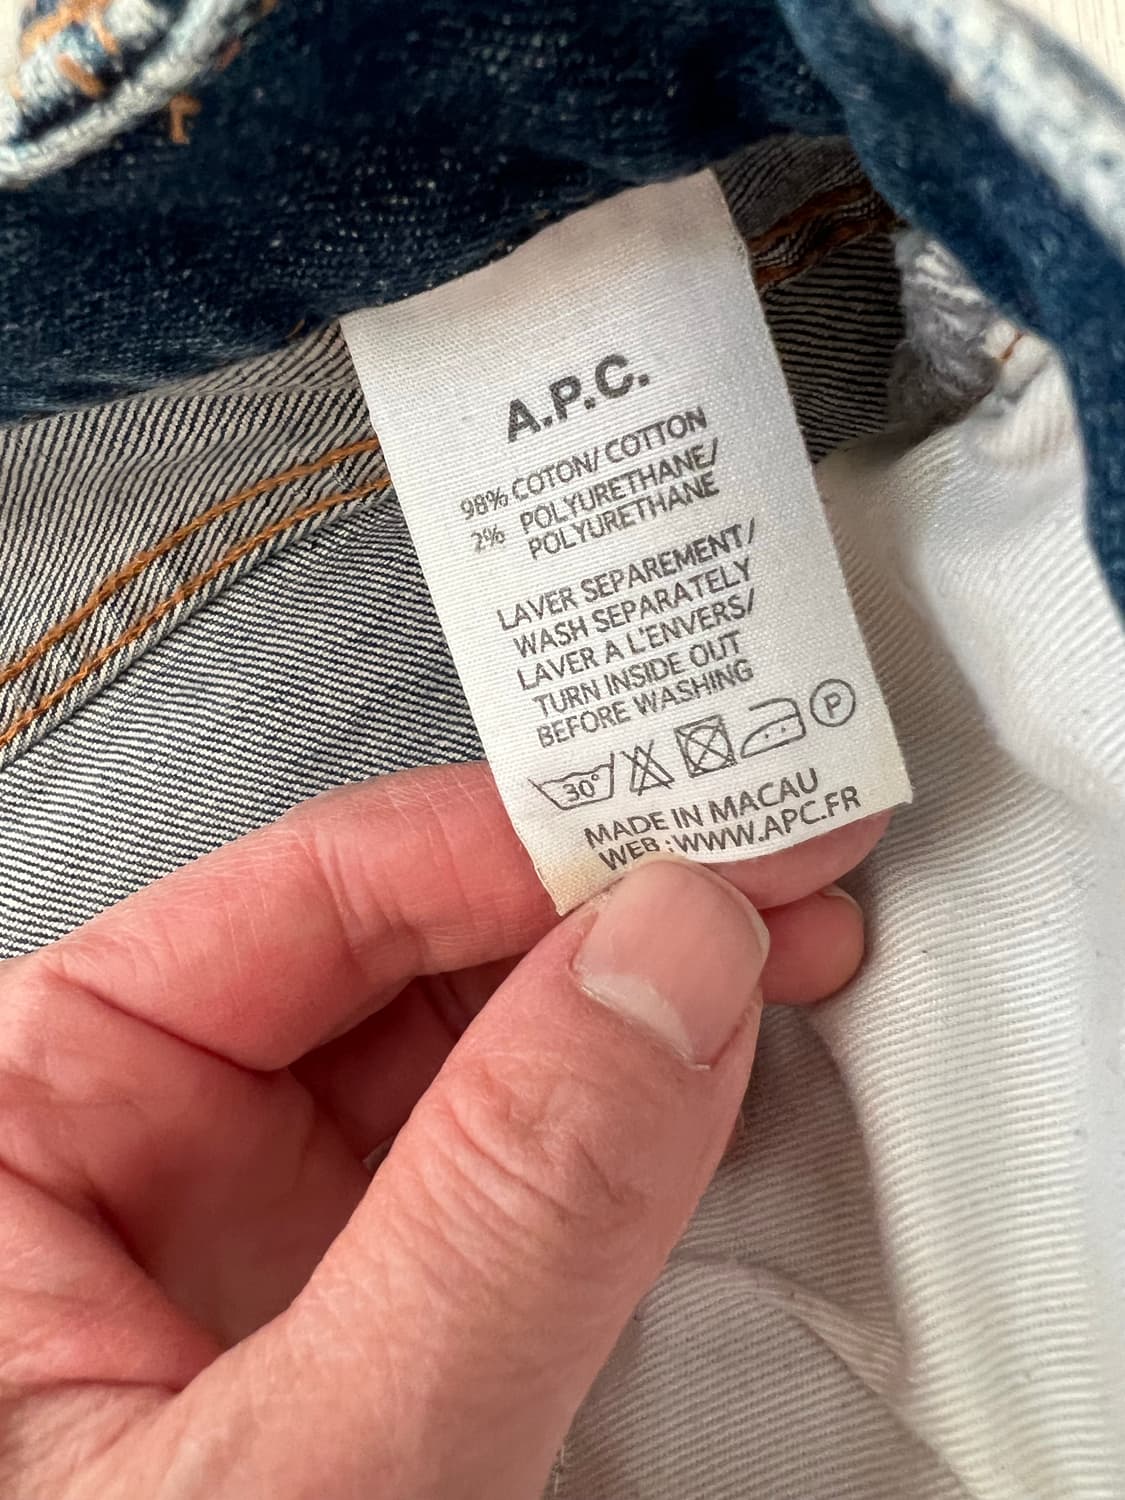 A.P.C.
98% COTON/ COTTON
2% POLYURETHANE/
POLYURETHANE
LAVER SEPAREMENT/
WASH SEPARATELY
LAVER A L'ENVERS/
TURN INSIDE OUT
BEFORE WASHING
30° P
MADE IN MACAU
WEB : WWW.APC.FR